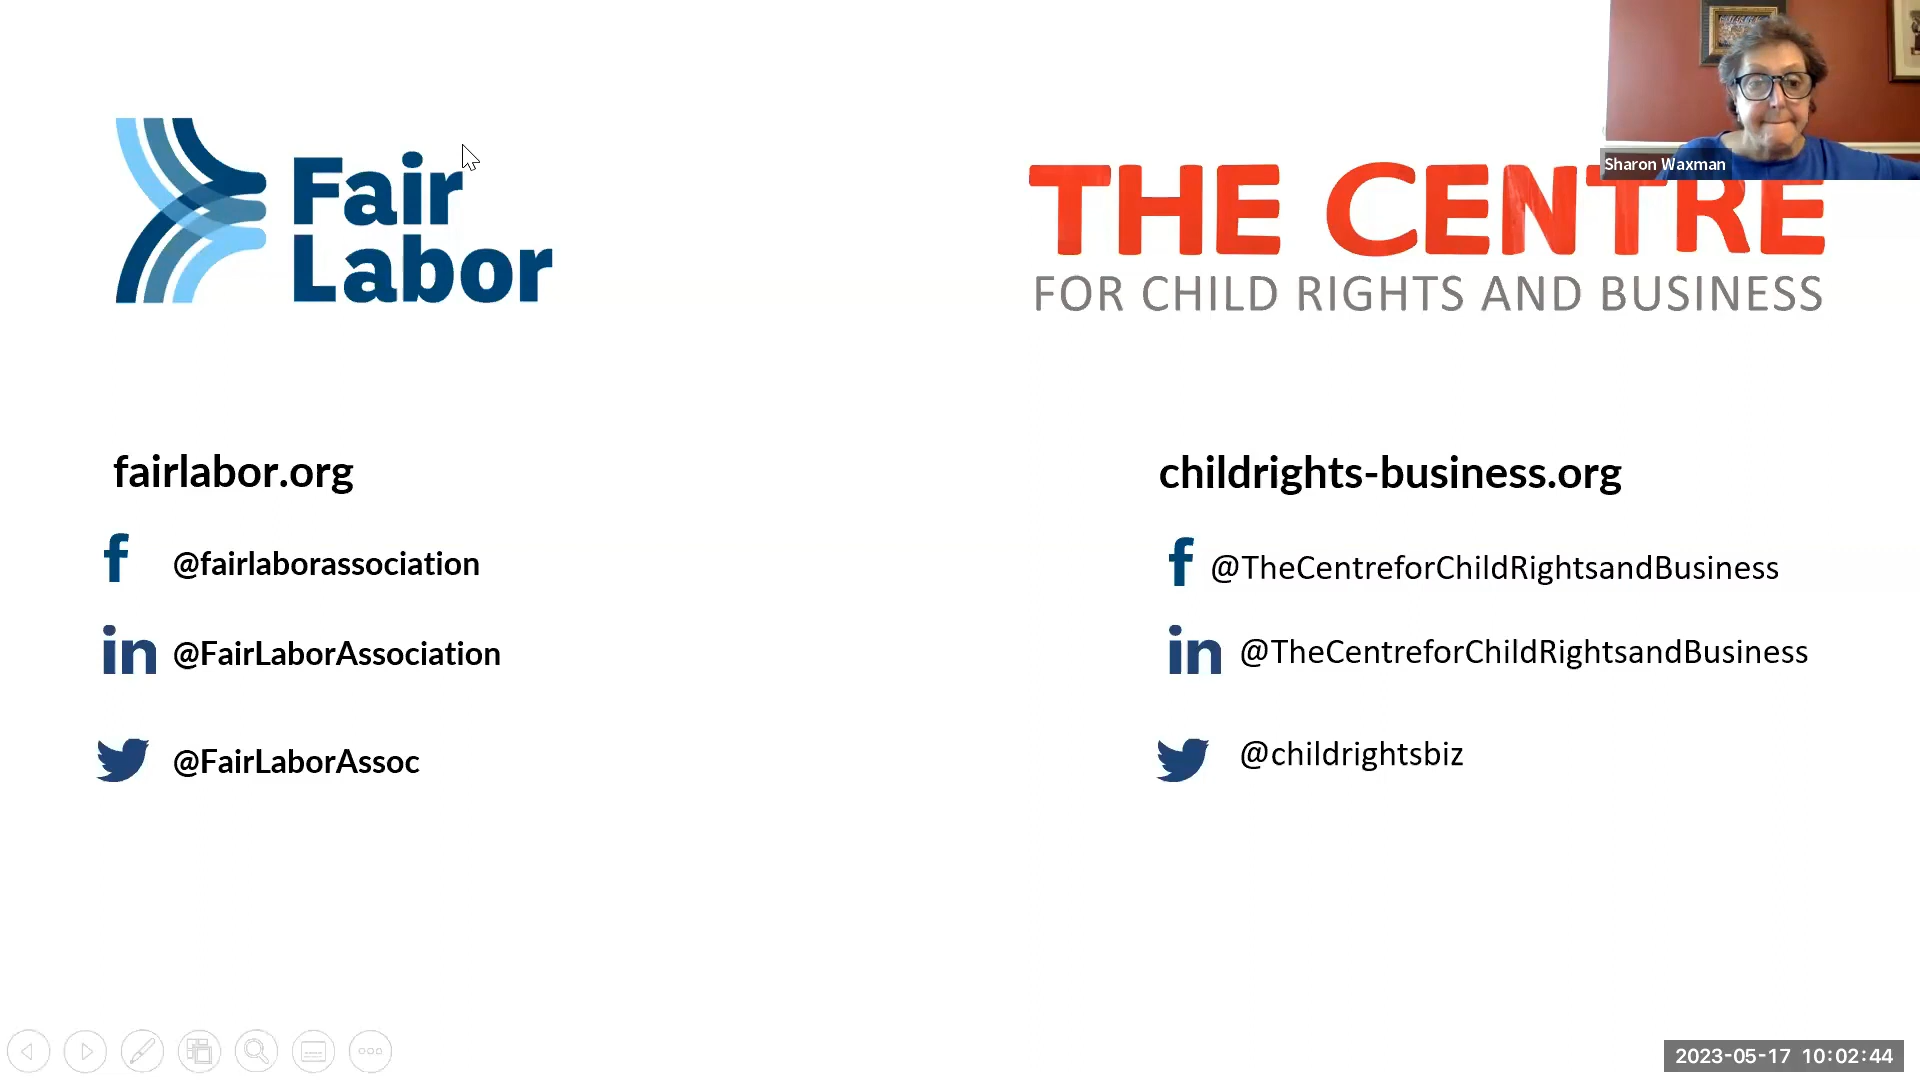 Fair
Labor
THE CENTRE
FOR CHILD RIGHTS AND BUSINESS
Sharon Waxman
fairlabor.org
@fairlaborassociation
@FairLaborAssociation
@FairLaborAssoc
childrights-business.org
@TheCentreforChildRightsandBusiness
@TheCentreforChildRightsandBusiness
@childrightsbiz
2023-05-17 10:02:44